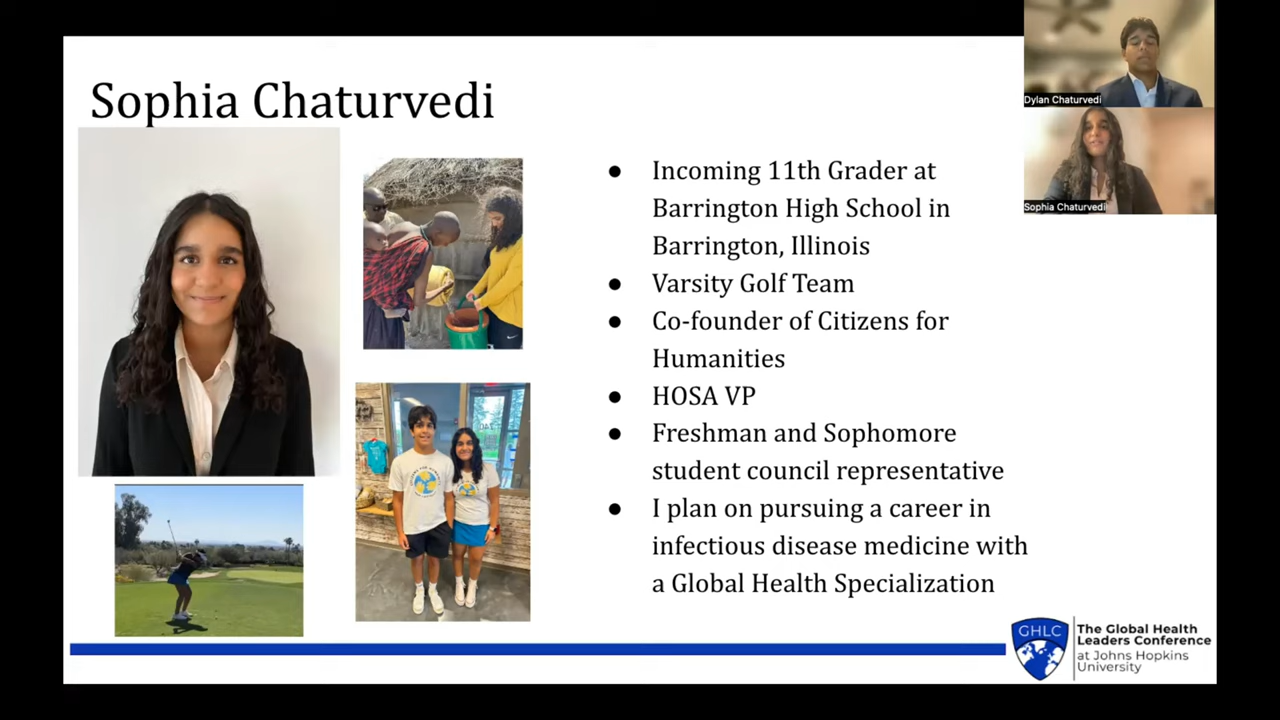 Sophia Chaturvedi
Dylan Chaturvedi
Sophia Chaturvedi
● Incoming 11th Grader at
Barrington High School in
Barrington, Illinois
● Varsity Golf Team
● Co-founder of Citizens for
Humanities
● HOSA VP
● Freshman and Sophomore
student council representative
● I plan on pursuing a career in
infectious disease medicine with
a Global Health Specialization
GHLC
The Global Health
Leaders Conference
at Johns Hopkins
University